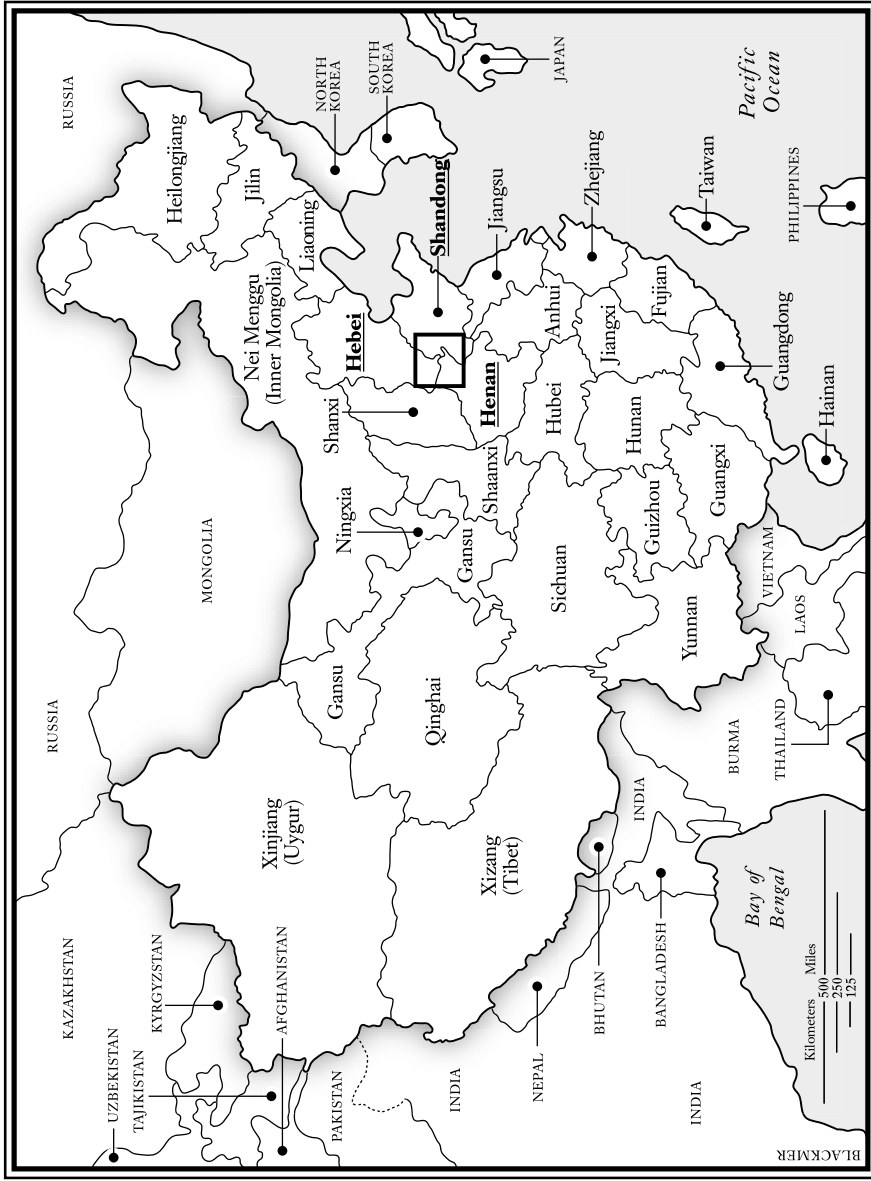 RUSSIA
RUSSIA
KAZAKHSTAN
UZBEKISTAN
TAJIKISTAN
KYRGYZSTAN
AFGHANISTAN
PAKISTAN
INDIA
NEPAL
BHUTAN
BANGLADESH
INDIA
INDIA
BURMA
THAILAND
LAOS
VIETNAM
MONGOLIA
NORTH
KOREA
SOUTH
KOREA
JAPAN
PHILIPPINES
Heilongjiang
Jilin
Liaoning
Nei Menggu
(Inner Mongolia)
Hebei
Shandong
Shanxi
Henan
Jiangsu
Anhui
Zhejiang
Jiangxi
Fujian
Taiwan
Hubei
Hunan
Guangdong
Hainan
Guangxi
Guizhou
Shaanxi
Ningxia
Gansu
Gansu
Sichuan
Yunnan
Qinghai
Xinjiang
(Uygur)
Xizang
(Tibet)
Pacific
Ocean
Bay of
Bengal
Kilometers Miles
500
250
125
BLACKMER